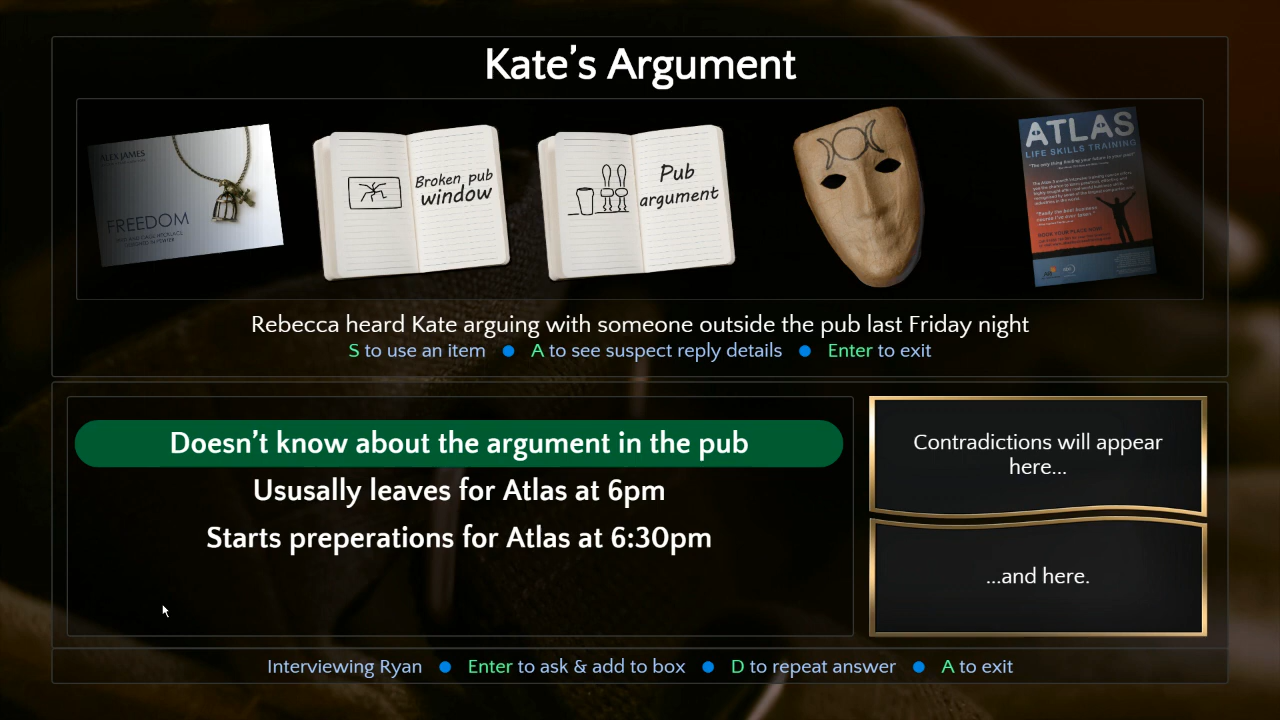 Kate's Argument
ALEX JAMES
FREEDOM
Broken pub
window
Pub
argument
ATLAS
LIFE SKILLS TRAINING
Rebecca heard Kate arguing with someone outside the pub last Friday night
S to use an item A to see suspect reply details Enter to exit
Doesn't know about the argument in the pub
Ususally leaves for Atlas at 6pm
Starts preperations for Atlas at 6:30pm
Contradictions will appear
here...
...and here.
Interviewing Ryan Enter to ask & add to box D to repeat answer A to exit